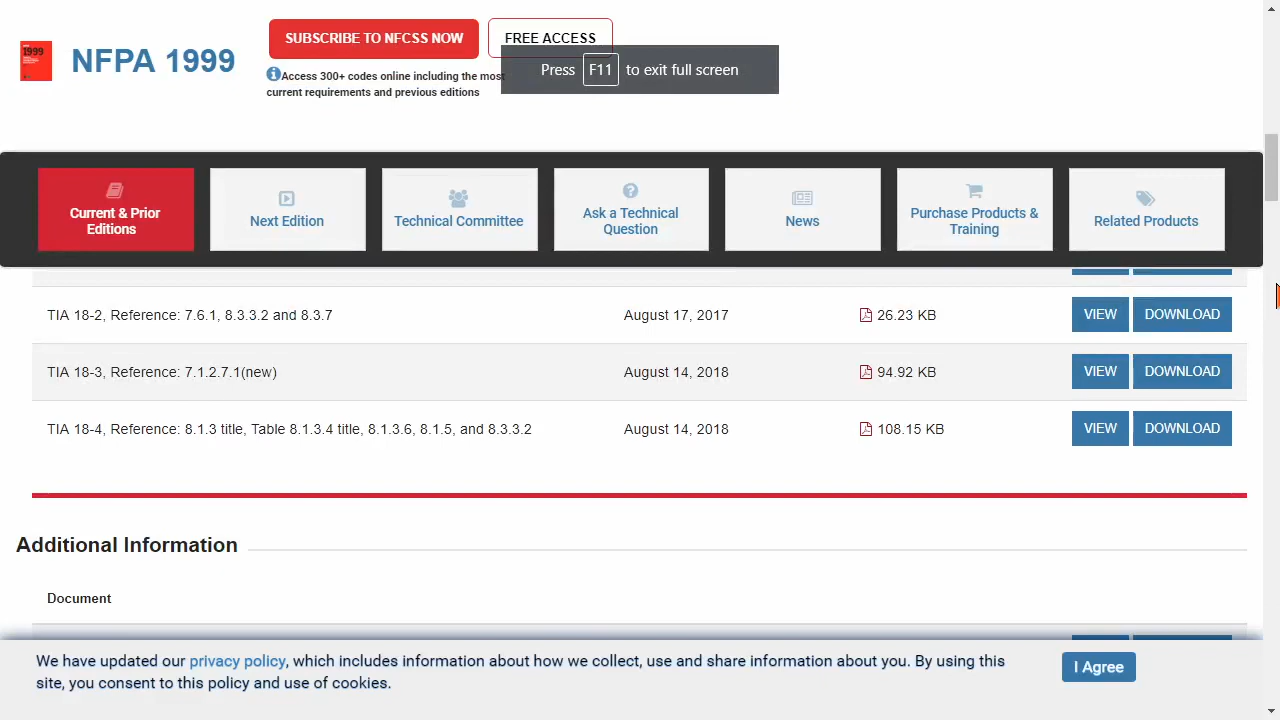 SUBSCRIBE TO NFCSS NOW
FREE ACCESS
1999
NFPA 1999
Press F11 to exit full screen
Access 300+ codes online including the most
current requirements and previous editions
Current & Prior
Editions
Next Edition
Technical Committee
Ask a Technical
Question
News
Purchase Products &
Training
Related Products
TIA 18-2, Reference: 7.6.1, 8.3.3.2 and 8.3.7 August 17, 2017 26.23 KB VIEW DOWNLOAD
TIA 18-3, Reference: 7.1.2.7.1(new) August 14, 2018 94.92 KB VIEW DOWNLOAD
TIA 18-4, Reference: 8.1.3 title, Table 8.1.3.4 title, 8.1.3.6, 8.1.5, and 8.3.3.2 August 14, 2018 108.15 KB VIEW DOWNLOAD
Additional Information
Document
We have updated our privacy policy, which includes information about how we collect, use and share information about you. By using this
site, you consent to this policy and use of cookies.
I Agree